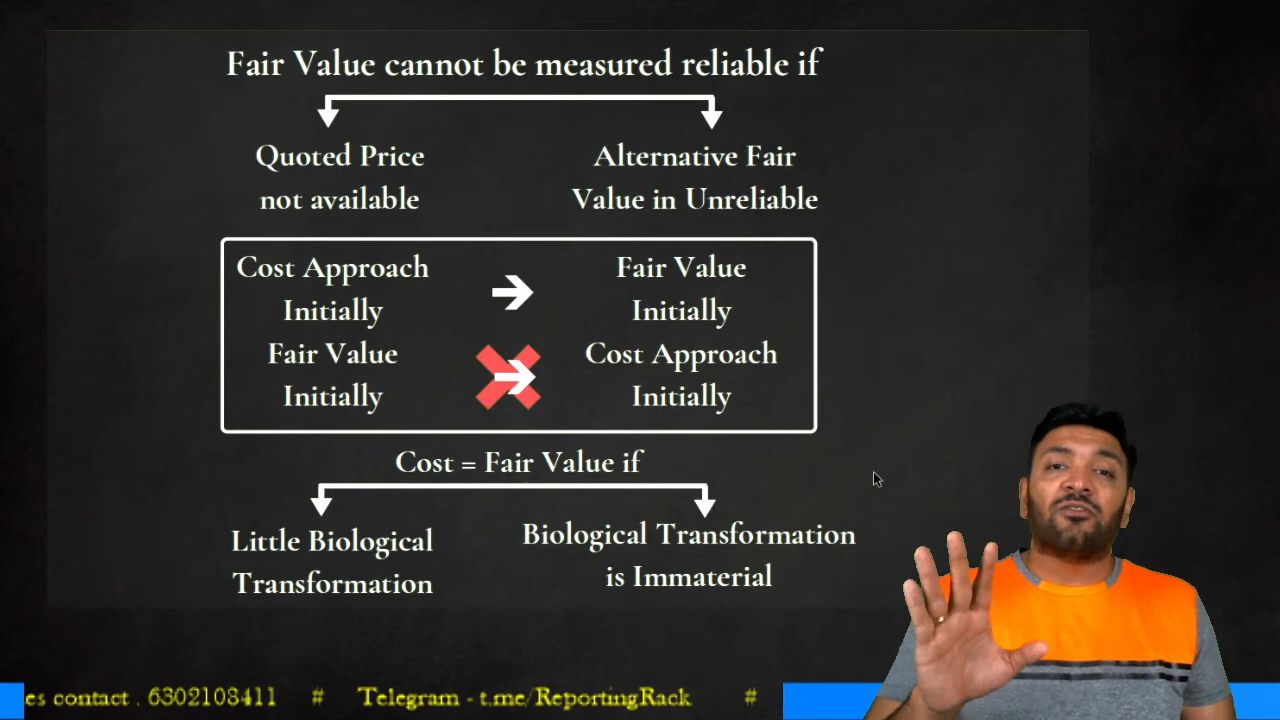 Fair Value cannot be measured reliable if
Quoted Price
not available
Alternative Fair
Value in Unreliable
Cost Approach
Initially
Fair Value
Initially
Fair Value
Initially
Cost Approach
Initially
Cost = Fair Value if
Little Biological
Transformation
Biological Transformation
is Immaterial
es contact . 6302108411 # Telegram - t.me/ReportingRack #